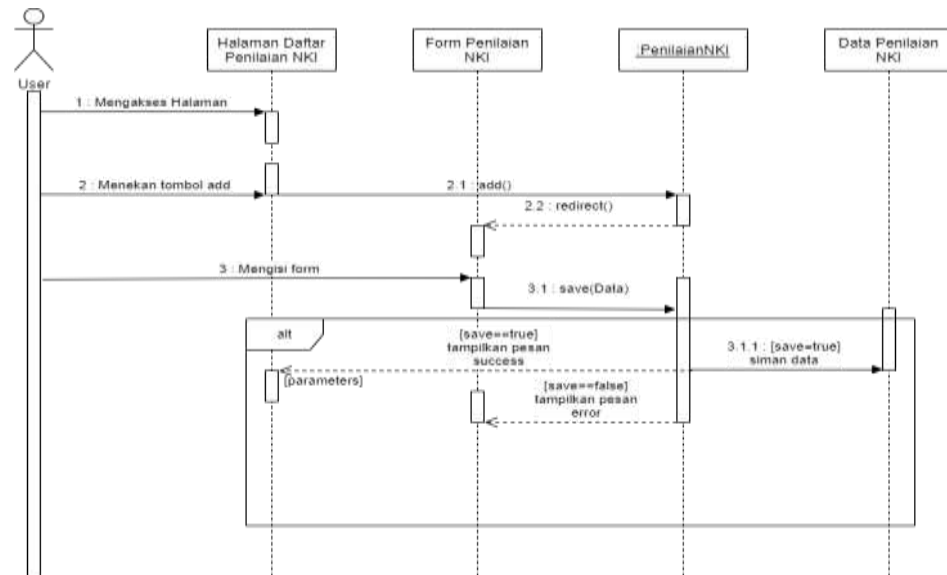 Halaman Daftar
Penilaian NKI
Form Penilaian
NKI
:PenilaianNKI
Data Penilaian
NKI
User
1 : Mengakses Halaman
2 : Menekan tombol add
2.1 : add()
2.2 : redirect()
3 : Mengisi form
3.1 : save(Data)
alt
[save==true]
tampilkan pesan
success
3.1.1 : [save=true]
siman data
[parameters]
[save==false]
tampilkan pesan
error